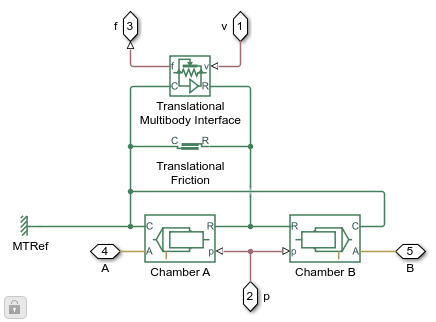 f 3
v 1
f v
C R
Translational
Multibody Interface
C R
Translational
Friction
MTRef
C R
A p
R C
p A
4
A
Chamber A
Chamber B
5
B
2 p